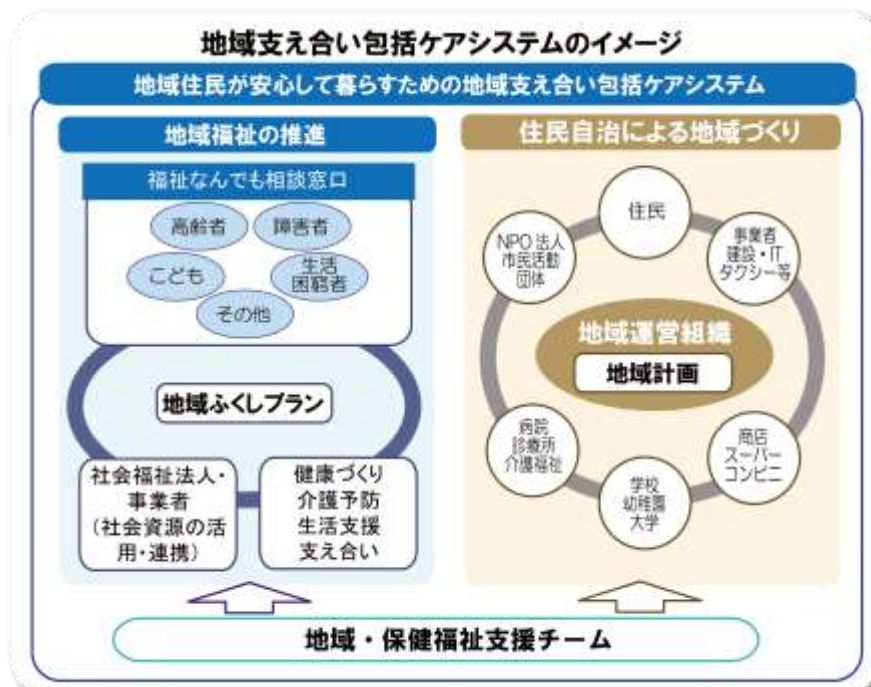 地域支え合い包括ケアシステムのイメージ
地域住民が安心して暮らすための地域支え合い包括ケアシステム
地域福祉の推進
福祉なんでも相談窓口
高齢者
障害者
こども
生活
困窮者
その他
地域ふくしプラン
社会福祉法人・
事業者
(社会資源の活
用・連携)
健康づくり
介護予防
生活支援
支え合い
住民自治による地域づくり
住民
NPO法人
市民活動
団体
事業者
建設・IT
タクシー等
地域運営組織
地域計画
病院
診療所
介護福祉
商店
スーパー
コンビニ
学校
幼稚園
大学
地域・保健福祉支援チーム